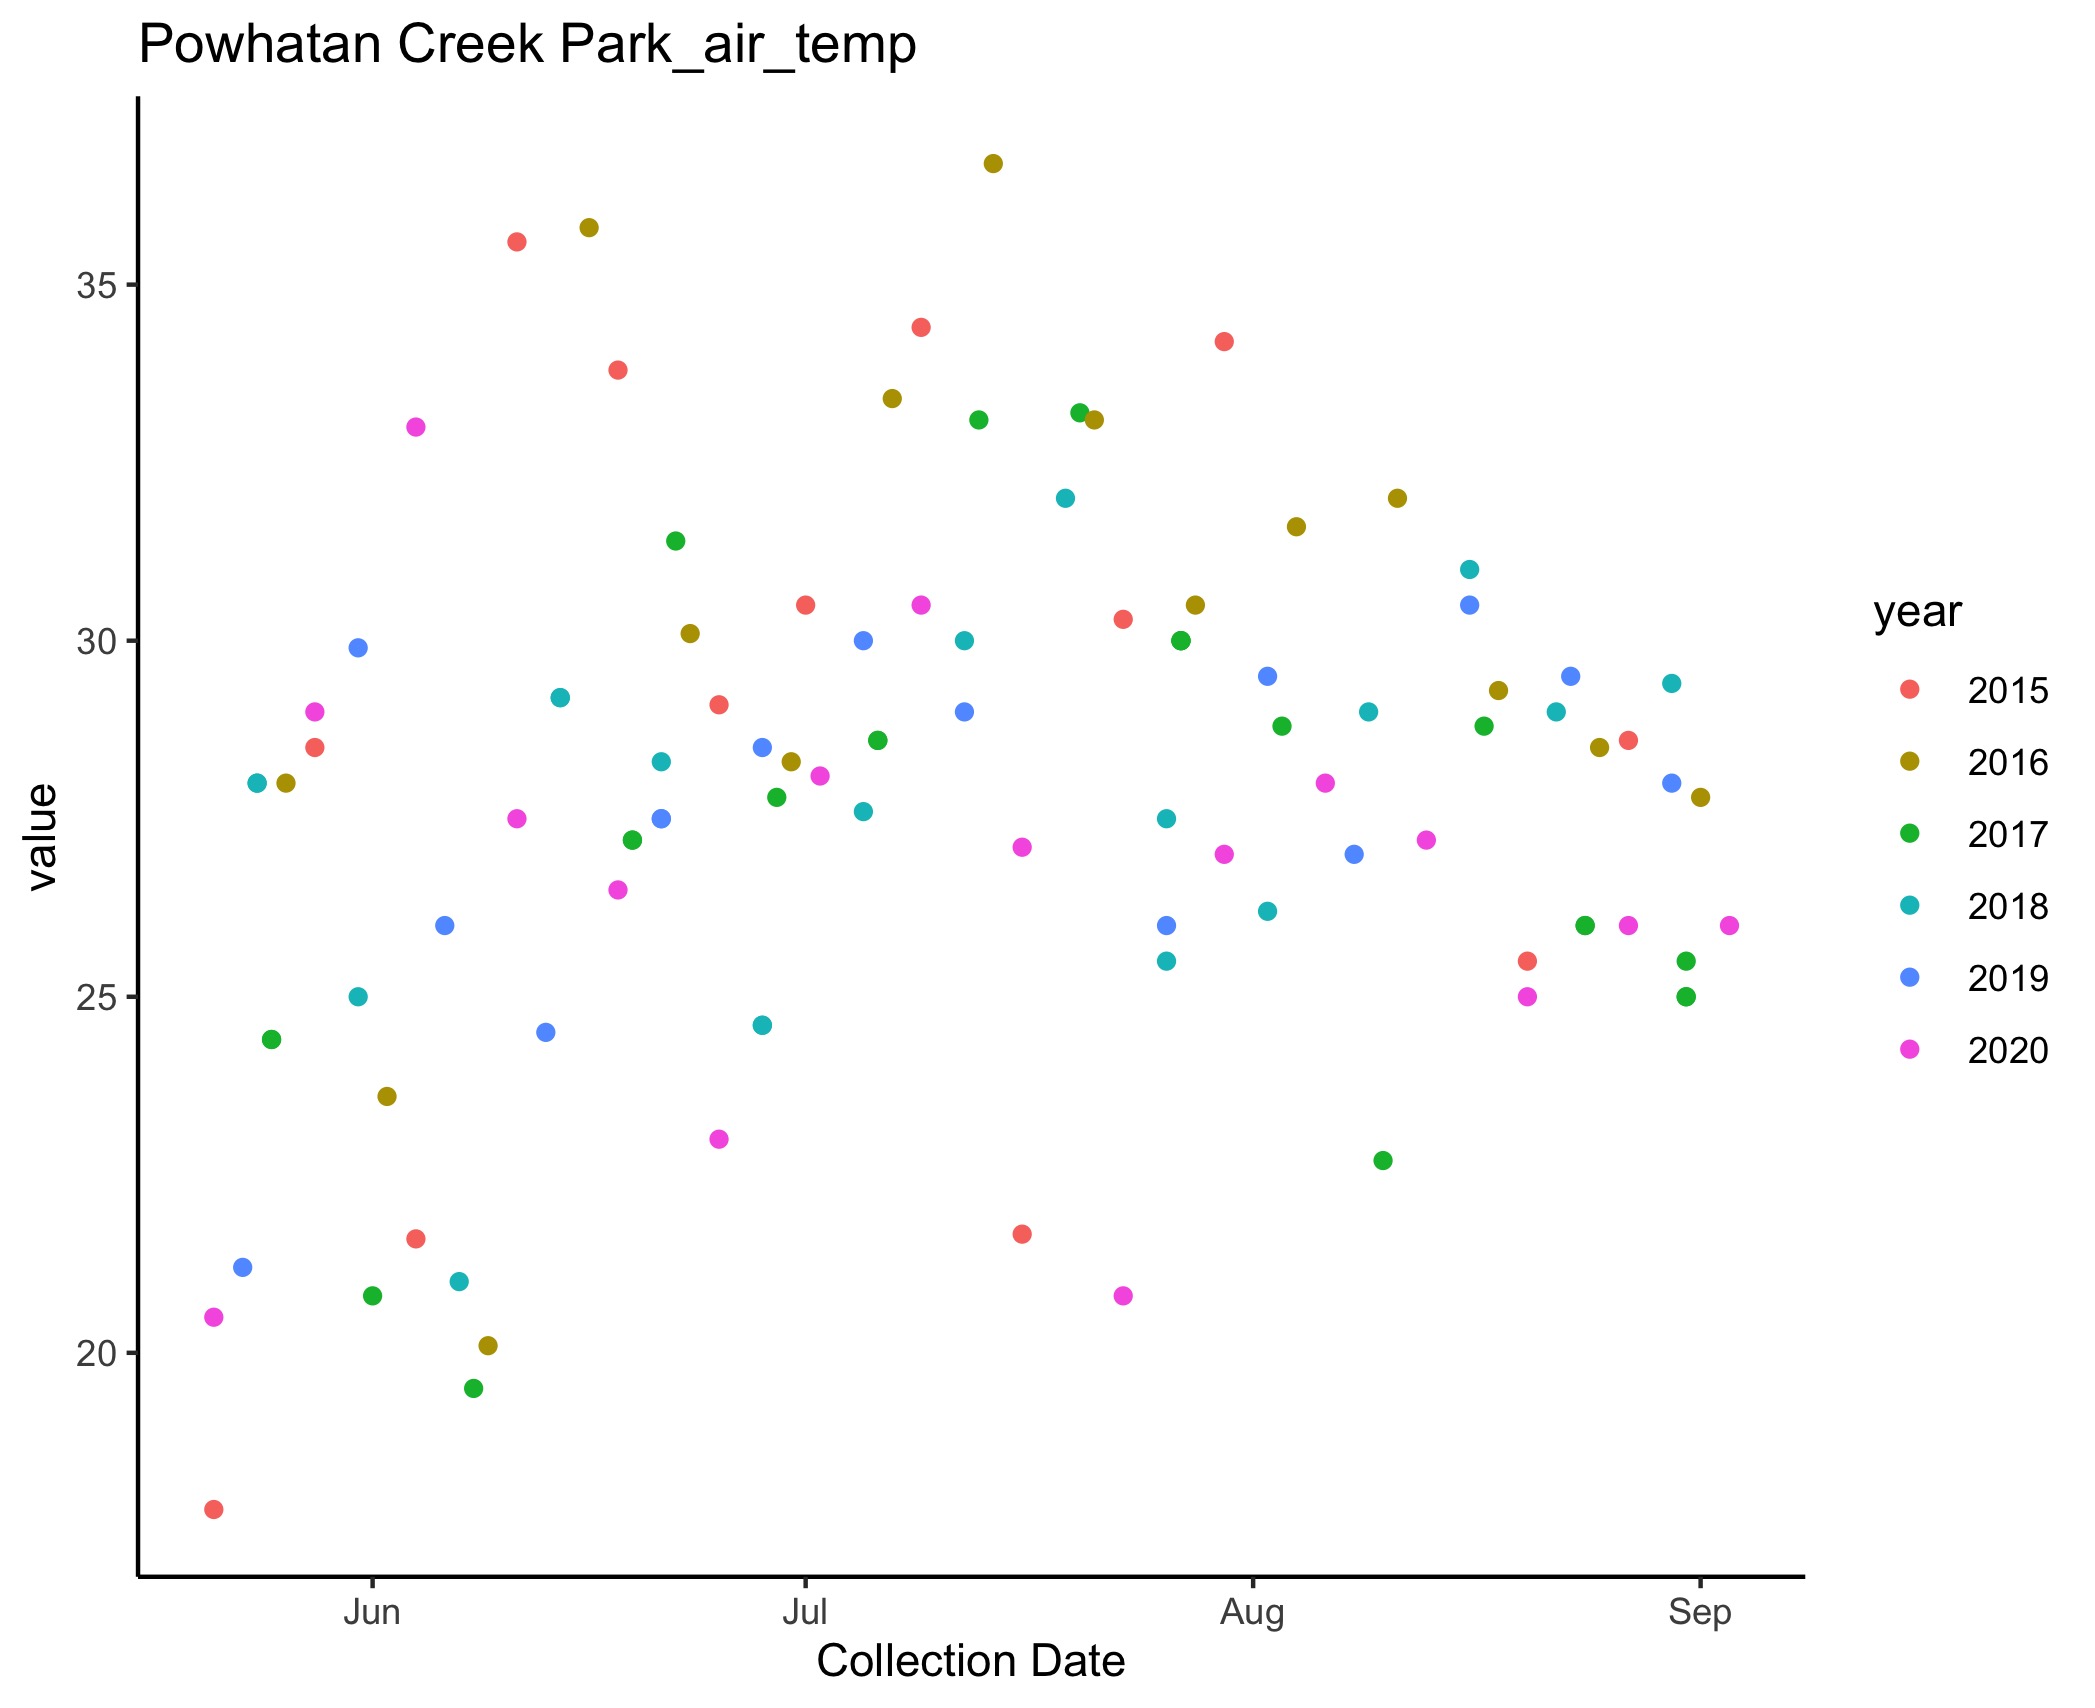 Powhatan Creek Park_air_temp
value
35
30
25
20
Jun
Jul
Aug
Sep
Collection Date
year
2015
2016
2017
2018
2019
2020